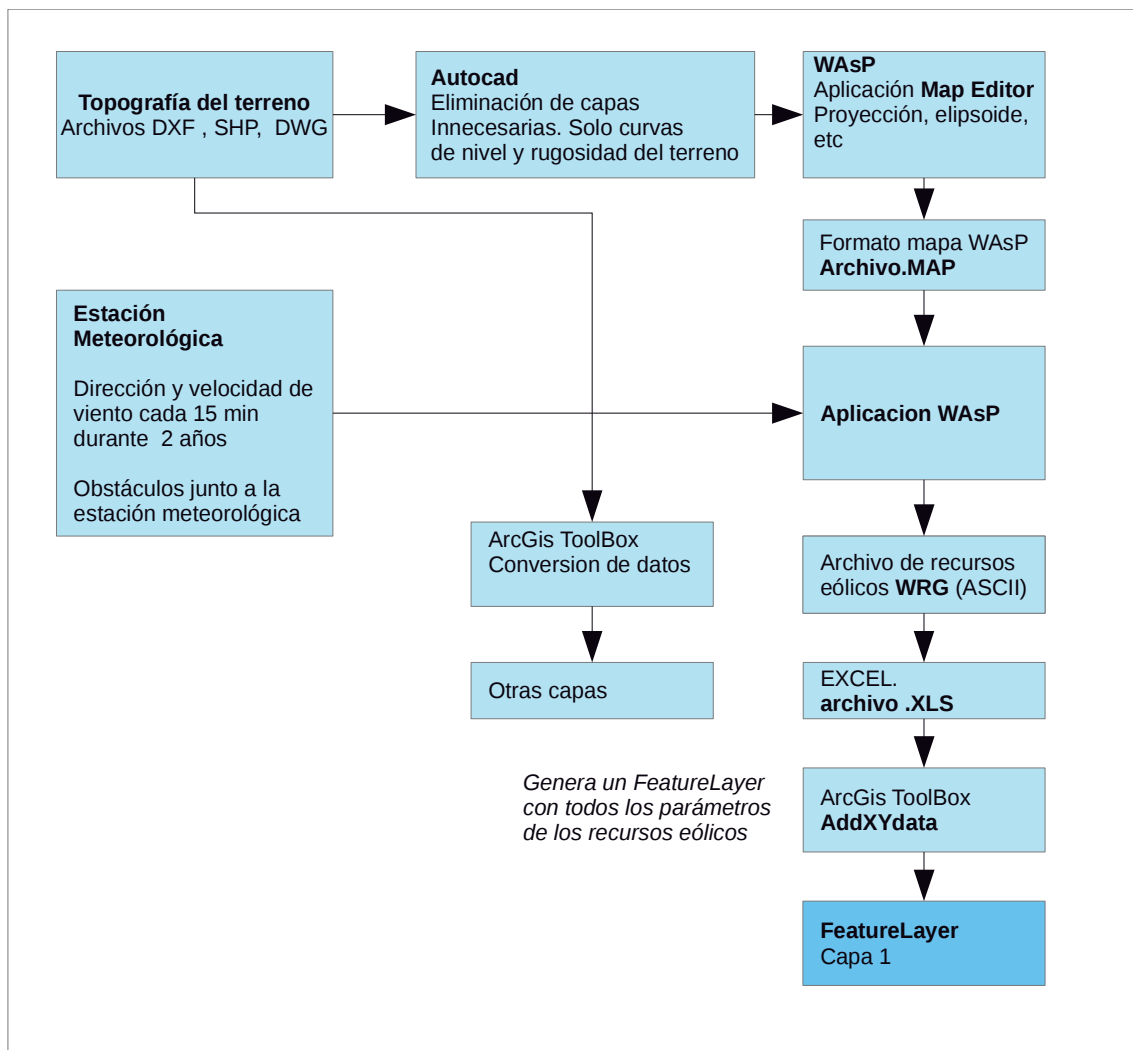 Topografía del terreno
Archivos DXF , SHP, DWG
Autocad
Eliminación de capas
Innecesarias. Solo curvas
de nivel y rugosidad del terreno
WAsP
Aplicación Map Editor
Proyección, elipsoide,
etc
Formato mapa WAsP
Archivo.MAP
Estación
Meteorológica
Dirección y velocidad de
viento cada 15 min
durante 2 años
Obstáculos junto a la
estación meteorológica
Aplicacion WAsP
ArcGis ToolBox
Conversion de datos
Archivo de recursos
eólicos WRG (ASCII)
Otras capas
EXCEL.
archivo .XLS
Genera un FeatureLayer
con todos los parámetros
de los recursos eólicos
ArcGis ToolBox
AddXYdata
FeatureLayer
Capa 1